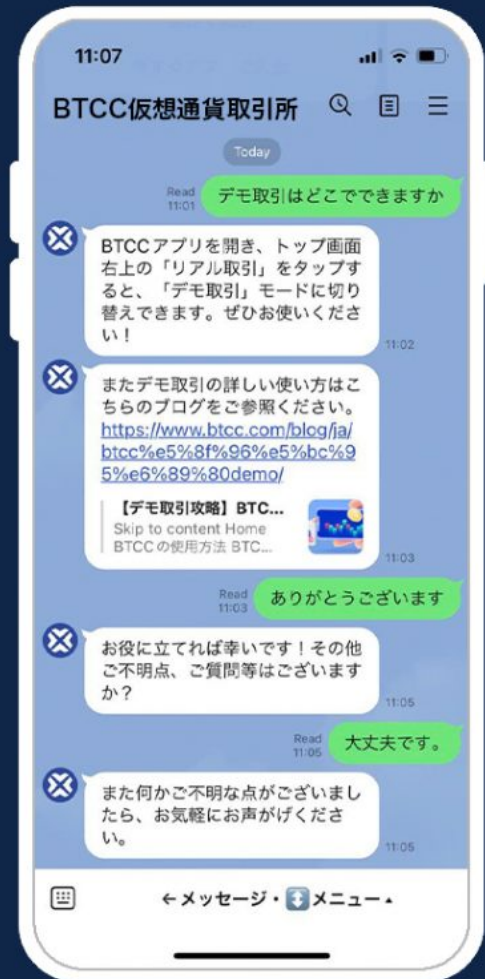 11:07
BTCC仮想通貨取引所
Today
Read
11:01
デモ取引はどこでできますか
BTCCアプリを開き、トップ画面
右上の「リアル取引」をタップす
ると、「デモ取引」モードに切り
替えできます。ぜひお使いくださ
い！
11:02
またデモ取引の詳しい使い方はこ
ちらのブログをご参照ください。
https://www.btcc.com/blog/ja/
btcc%e5%8f%96%e5%bc%9
5%e6%89%80demo/
【デモ取引攻略】BTC...
Skip to content Home
BTCCの使用方法 BTC...
11:03
Read
11:03
ありがとうございます
お役に立てれば幸いです！その他
ご不明点、ご質問等はございます
か？
11:05
Read
11:05
大丈夫です。
また何かご不明な点がございまし
たら、お気軽にお声がげくださ
い。
11:05
←メッセージ・↕️メニュー▴